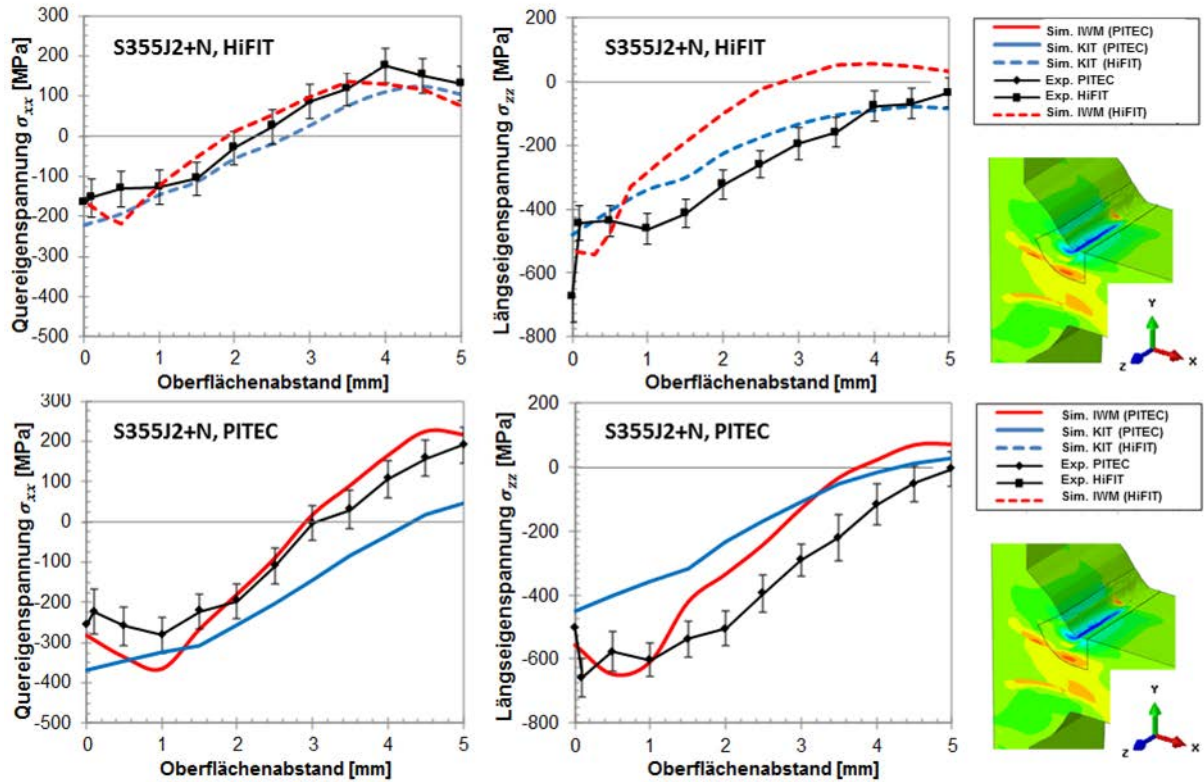 S355J2+N, HiFIT
Quereigenspannung σxx [MPa]
300
200
100
0
-100
-200
-300
-400
-500
0 1 2 3 4 5
Oberflächenabstand [mm]
S355J2+N, HiFIT
Längseigenspannung σzz [MPa]
200
0
-200
-400
-600
-800
0 1 2 3 4 5
Oberflächenabstand [mm]
Sim. IWM (PITEC)
Sim. KIT (PITEC)
Sim. KIT (HiFIT)
Exp. PITEC
Exp. HiFIT
Sim. IWM (HiFIT)
Y
Z
X
S355J2+N, PITEC
Quereigenspannung σxx [MPa]
300
200
100
0
-100
-200
-300
-400
-500
0 1 2 3 4 5
Oberflächenabstand [mm]
S355J2+N, PITEC
Längseigenspannung σzz [MPa]
200
0
-200
-400
-600
-800
0 1 2 3 4 5
Oberflächenabstand [mm]
Sim. IWM (PITEC)
Sim. KIT (PITEC)
Sim. KIT (HiFIT)
Exp. PITEC
Exp. HiFIT
Sim. IWM (HiFIT)
Y
Z
X